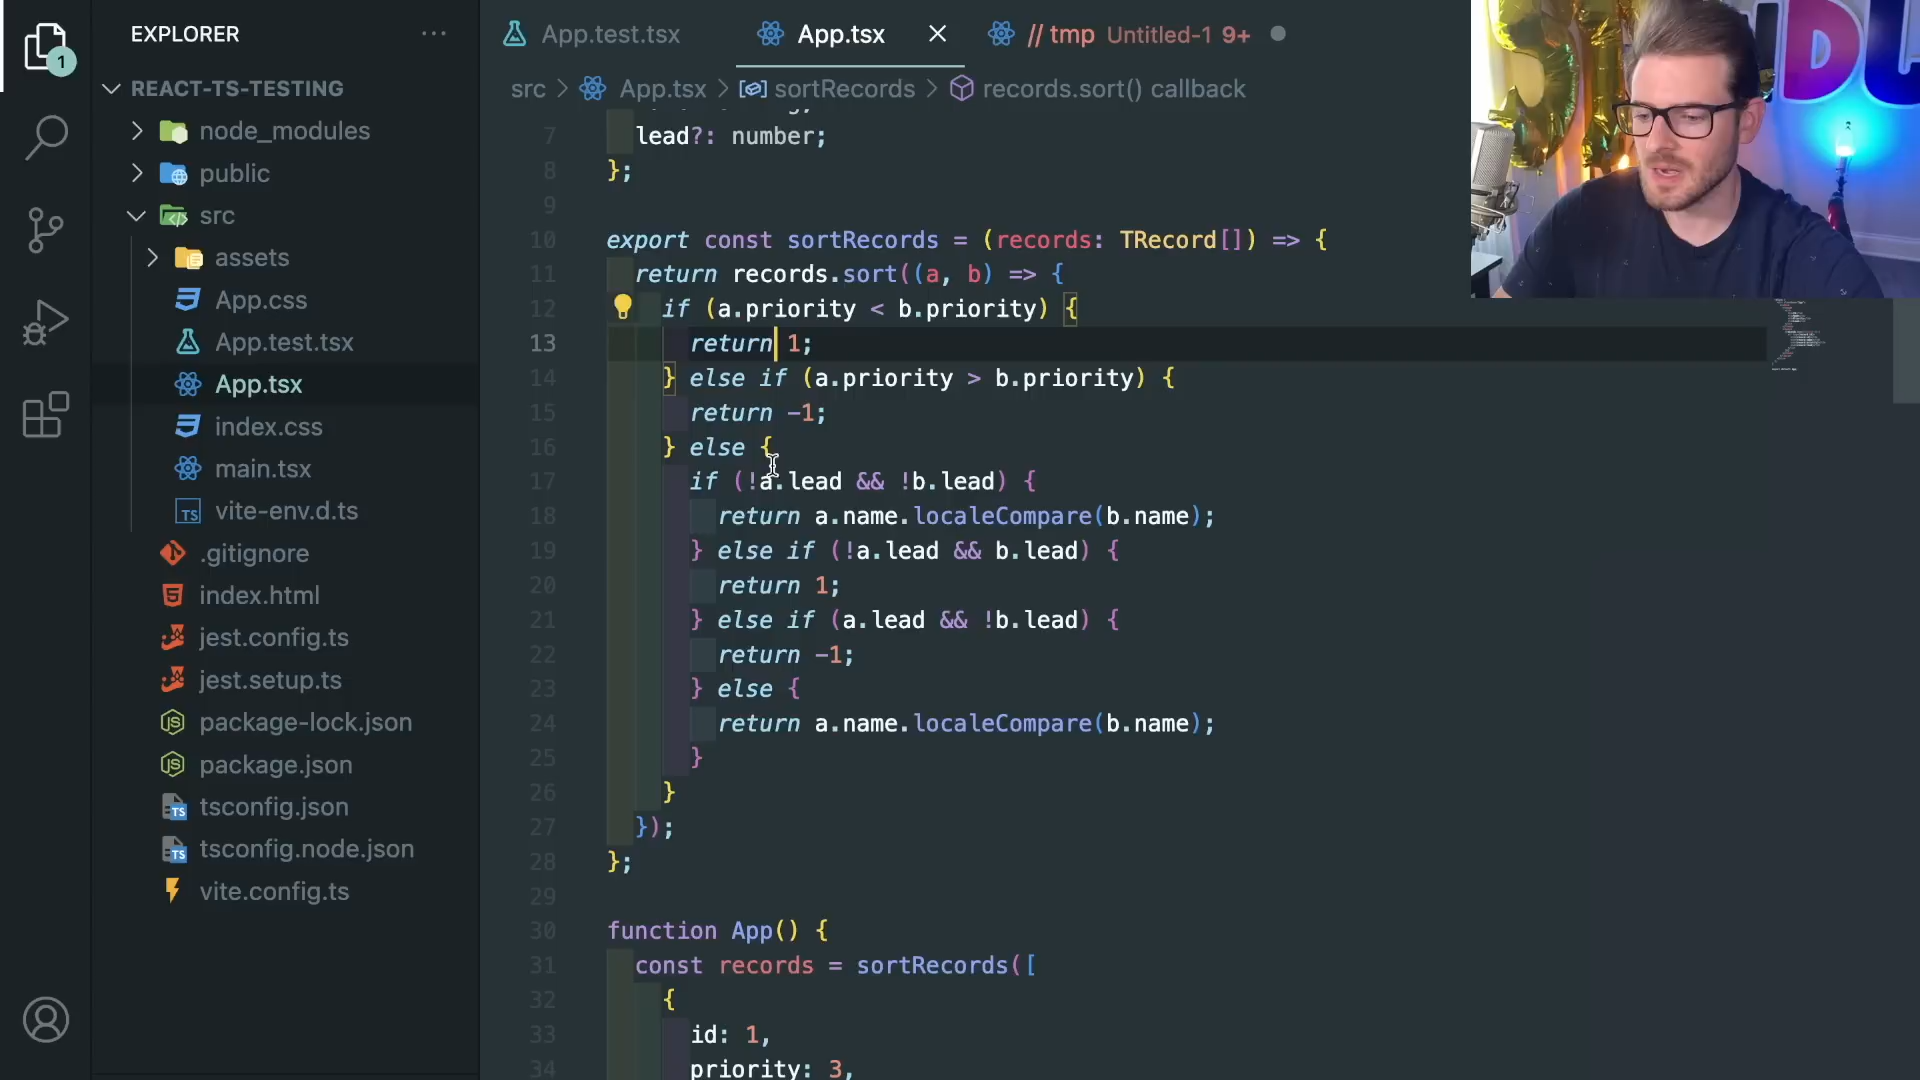 EXPLORER
1
REACT-TS-TESTING
node_modules
public
src
assets
App.css
App.test.tsx
App.tsx
index.css
main.tsx
TS vite-env.d.ts
.gitignore
index.html
jest.config.ts
jest.setup.ts
package-lock.json
package.json
tsconfig.json
tsconfig.node.json
vite.config.ts
App.test.tsx App.tsx // tmp Untitled-1 9+
src > App.tsx > sortRecords > records.sort() callback
7 lead?: number;
8 };
9
10 export const sortRecords = (records: TRecord[]) => {
11 return records.sort((a, b) => {
12 if (a.priority < b.priority) {
13 return 1;
14 } else if (a.priority > b.priority) {
15 return -1;
16 } else {
17 if (!a.lead && !b.lead) {
18 return a.name.localeCompare(b.name);
19 } else if (!a.lead && b.lead) {
20 return 1;
21 } else if (a.lead && !b.lead) {
22 return -1;
23 } else {
24 return a.name.localeCompare(b.name);
25 }
26 }
27 });
28 };
29
30 function App() {
31 const records = sortRecords([
32 {
33 id: 1,
34 priority: 3,